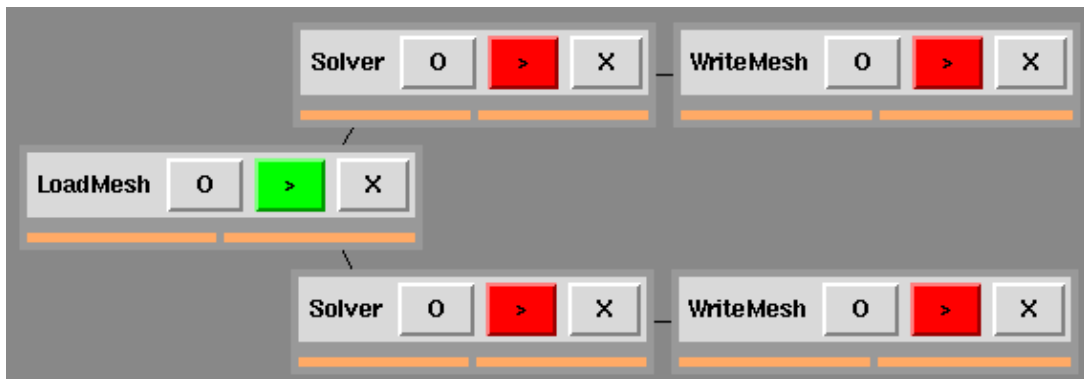 Solver O > X WriteMesh O > X
LoadMesh O > X
Solver O > X WriteMesh O > X